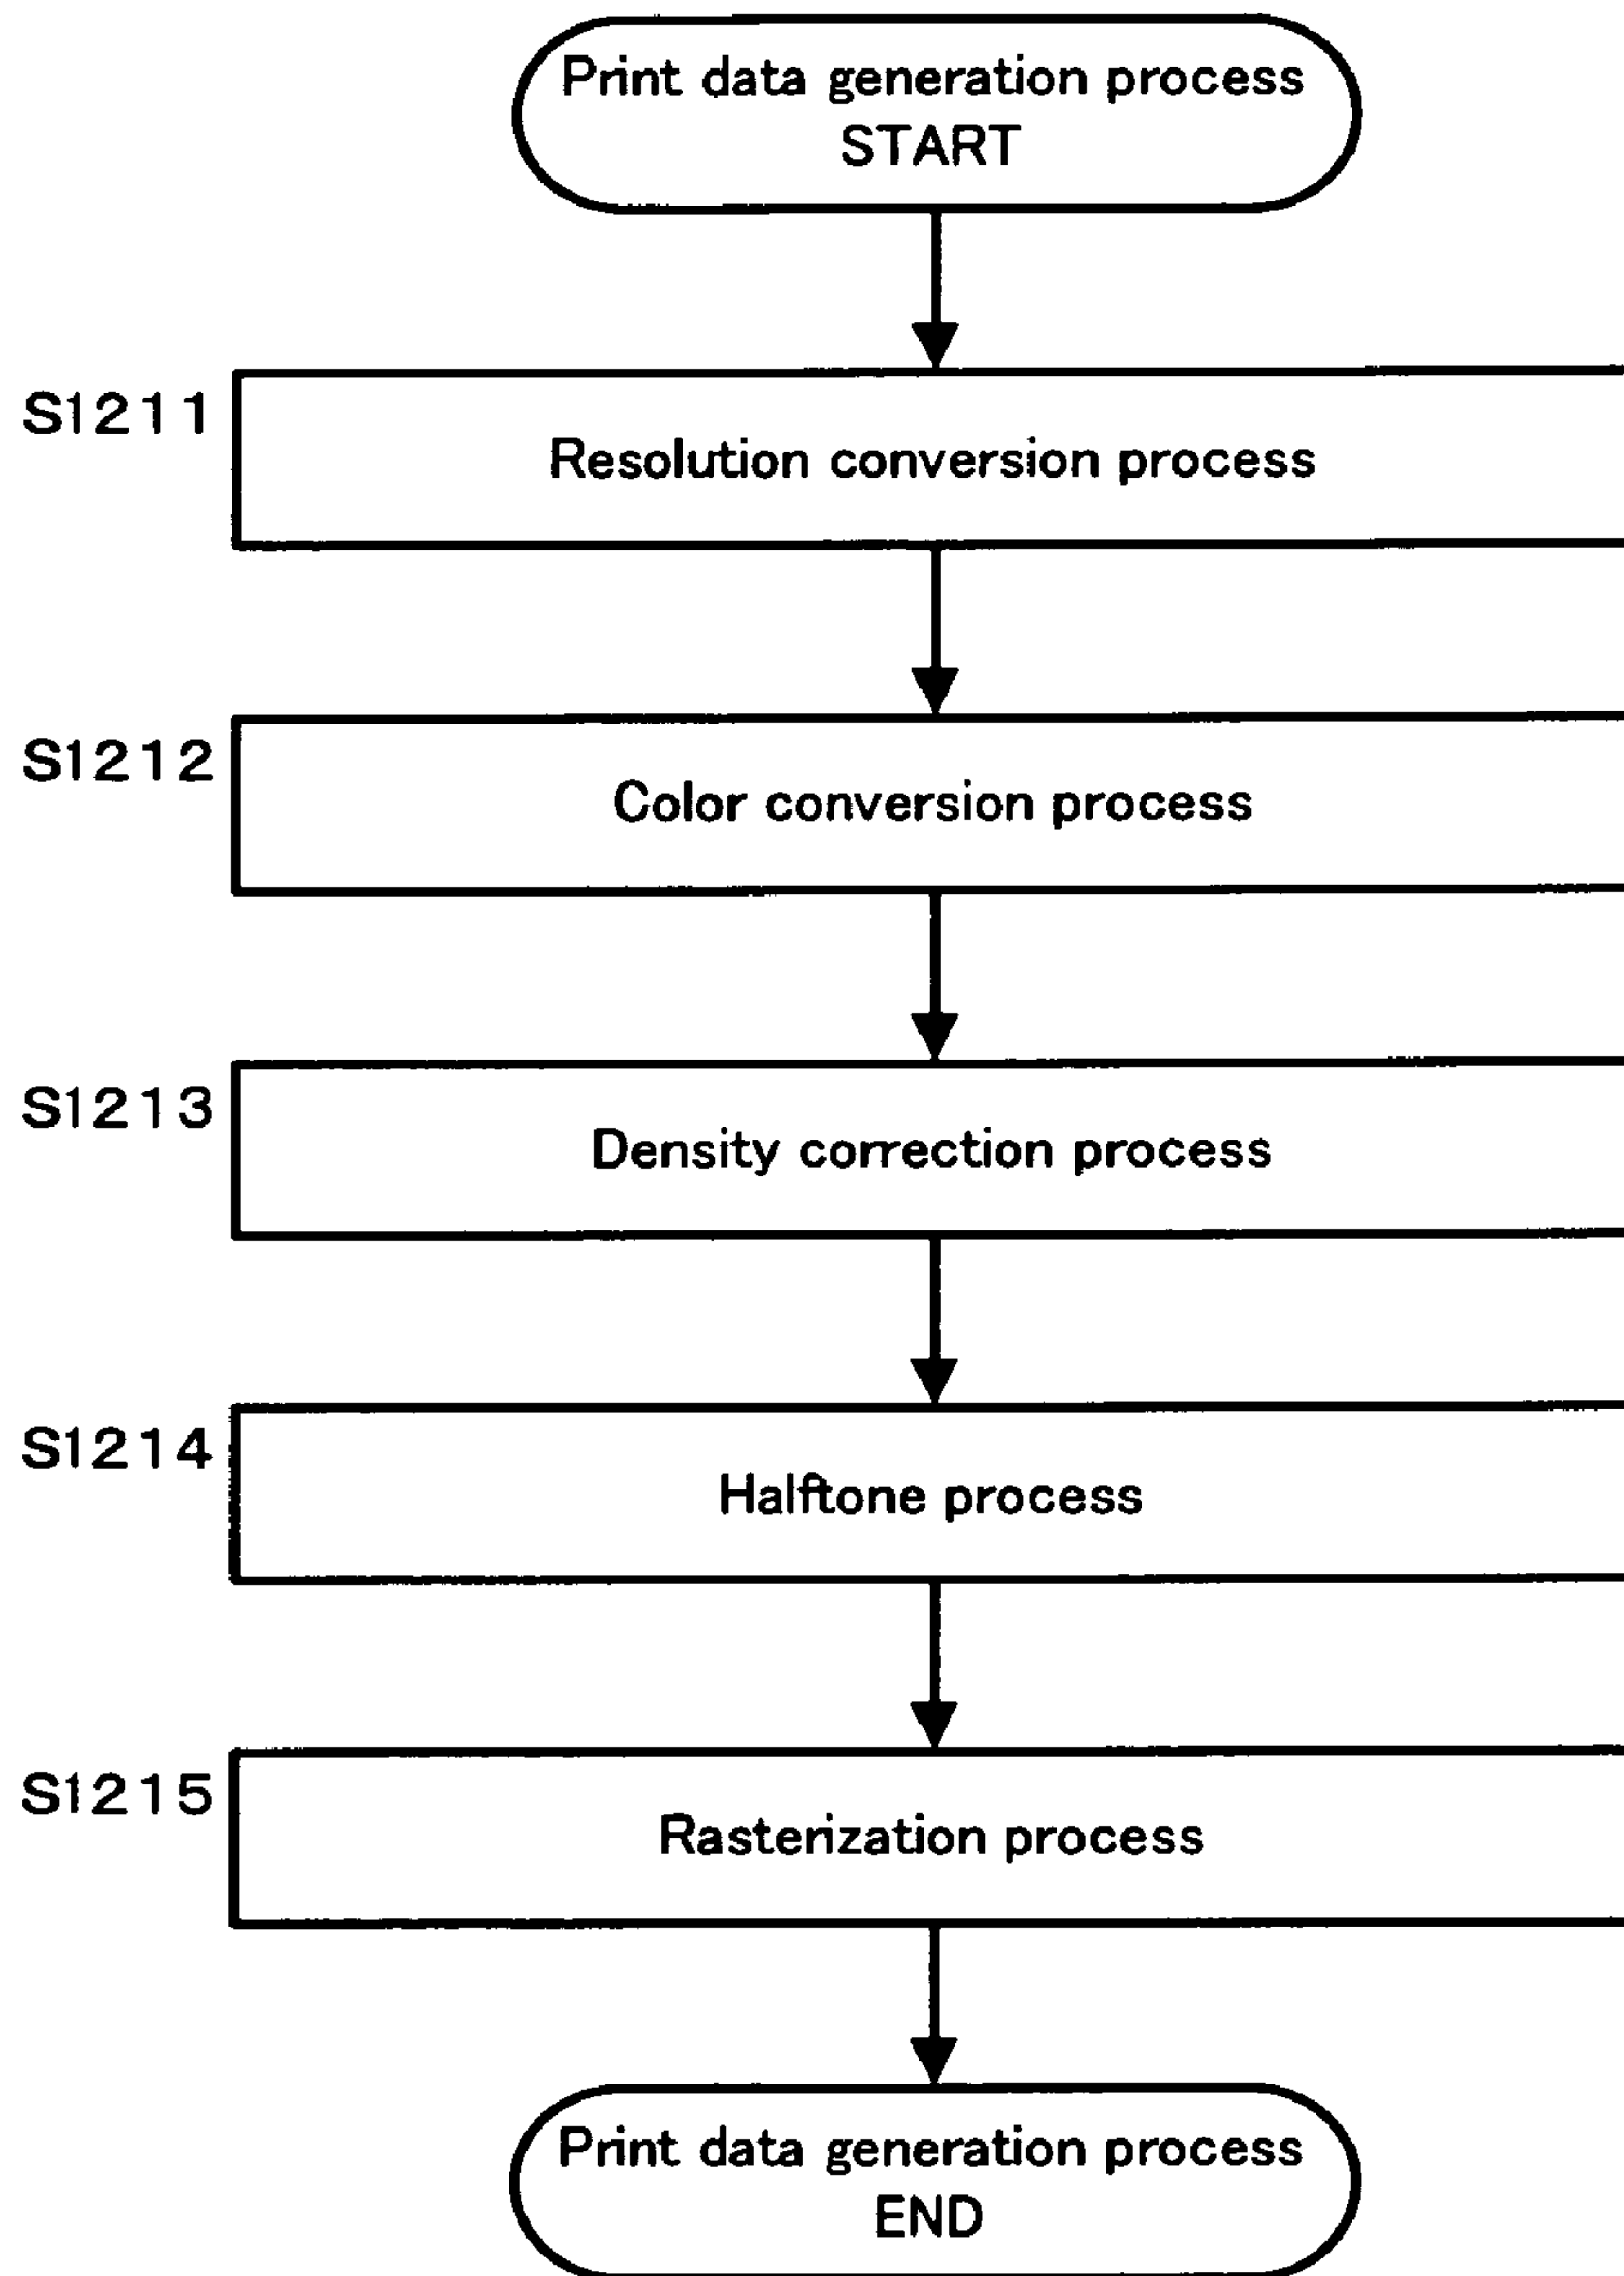 Print data generation process
START
S1211
Resolution conversion process
S1212
Color conversion process
S1213
Density correction process
S1214
Halftone process
S1215
Rasterization process
Print data generation process
END